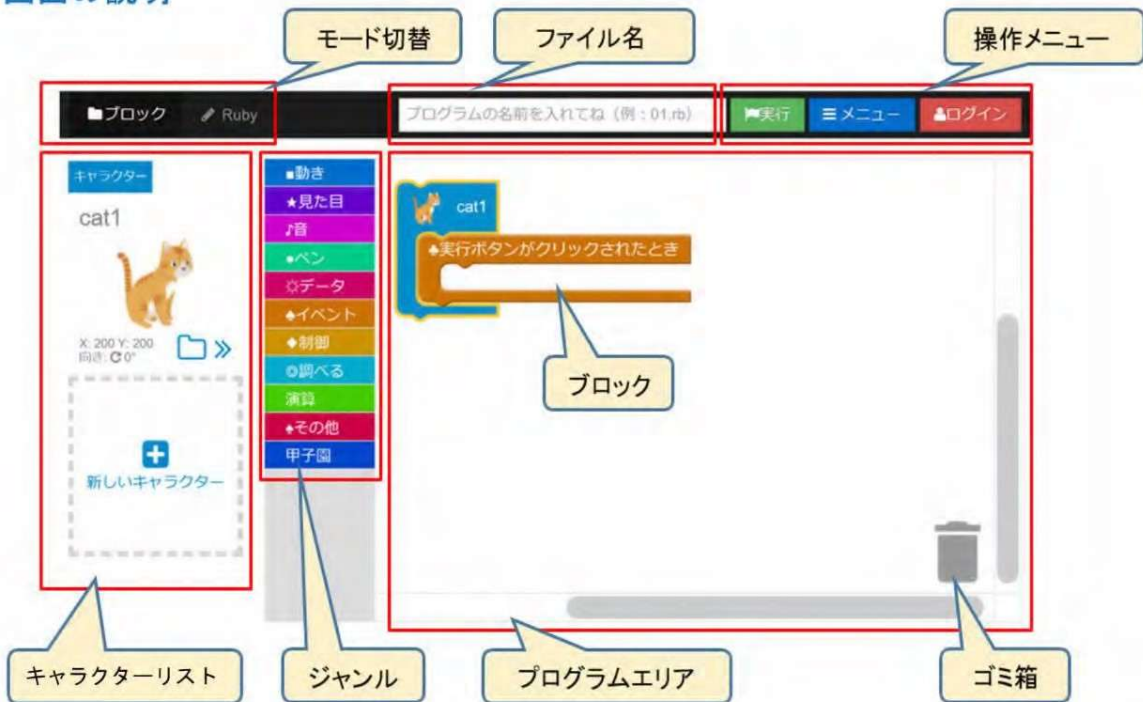 画面の説明
モード切替
ファイル名
操作メニュー
ブロック
Ruby
プログラムの名前を入れてね（例：01.rb）
実行
メニュー
ログイン
キャラクター
cat1
X: 200 Y: 200
向き: 0°
新しいキャラクター
■動き
★見た目
♪音
●ペン
☼データ
♠イベント
◆制御
◎調べる
演算
♠その他
甲子園
cat1
♠実行ボタンがクリックされたとき
ブロック
キャラクターリスト
ジャンル
プログラムエリア
ゴミ箱